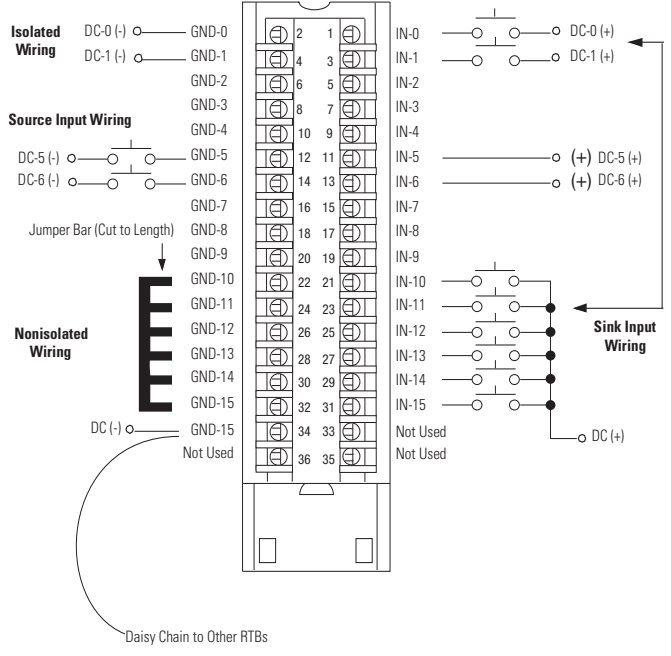 Isolated Wiring
DC-0 (-) GND-0 2 1 IN-0 DC-0 (+)
DC-1 (-) GND-1 4 3 IN-1 DC-1 (+)
GND-2 6 5 IN-2
GND-3 8 7 IN-3
Source Input Wiring
GND-4 10 9 IN-4
DC-5 (-) GND-5 12 11 IN-5 (+) DC-5 (+)
DC-6 (-) GND-6 14 13 IN-6 (+) DC-6 (+)
GND-7 16 15 IN-7
Jumper Bar (Cut to Length)
GND-8 18 17 IN-8
GND-9 20 19 IN-9
GND-10 22 21 IN-10
GND-11 24 23 IN-11
Nonisolated Wiring
GND-12 26 25 IN-12
Sink Input Wiring
GND-13 28 27 IN-13
GND-14 30 29 IN-14
GND-15 32 31 IN-15
DC (-) GND-15 34 33 Not Used DC (+)
Not Used 36 35 Not Used
Daisy Chain to Other RTBs